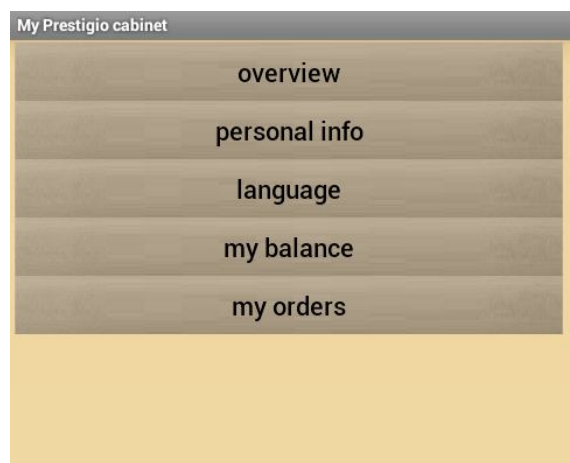 My Prestigio cabinet
overview
personal info
language
my balance
my orders